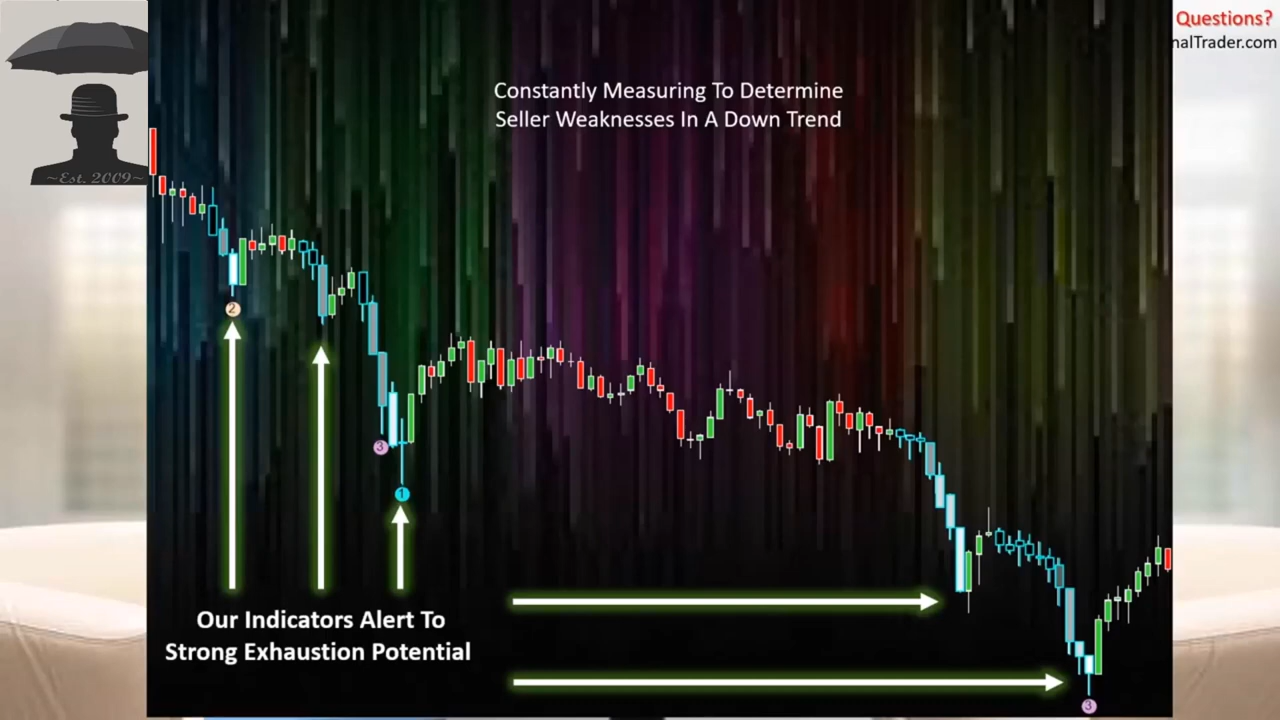 Questions?
nalTrader.com
Constantly Measuring To Determine
Seller Weaknesses In A Down Trend
~Est. 2009~
2
3
1
Our Indicators Alert To
Strong Exhaustion Potential
3